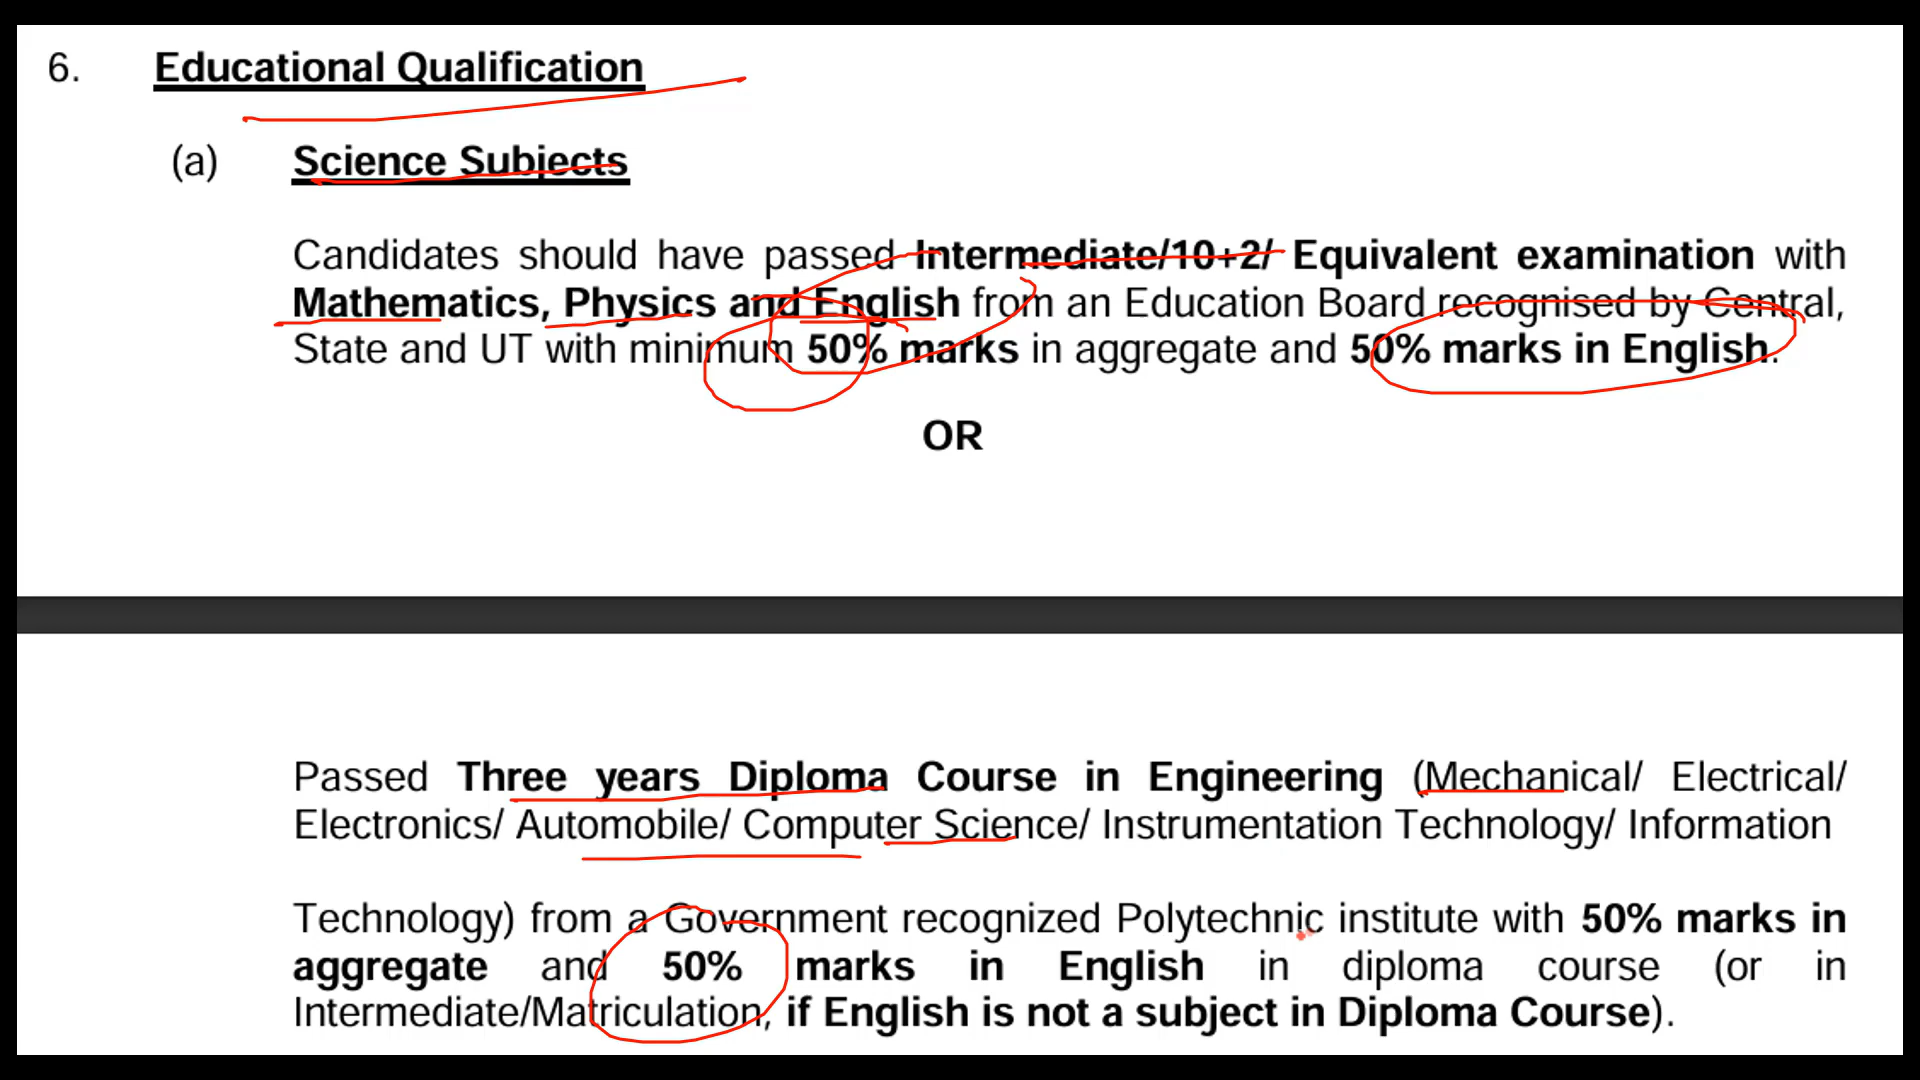 6. Educational Qualification
(a) Science Subjects
Candidates should have passed Intermediate/10+2/ Equivalent examination with
Mathematics, Physics and English from an Education Board recognised by Central,
State and UT with minimum 50% marks in aggregate and 50% marks in English.
OR
Passed Three years Diploma Course in Engineering (Mechanical/ Electrical/
Electronics/ Automobile/ Computer Science/ Instrumentation Technology/ Information
Technology) from a Government recognized Polytechnic institute with 50% marks in
aggregate and 50% marks in English in diploma course (or in
Intermediate/Matriculation, if English is not a subject in Diploma Course).